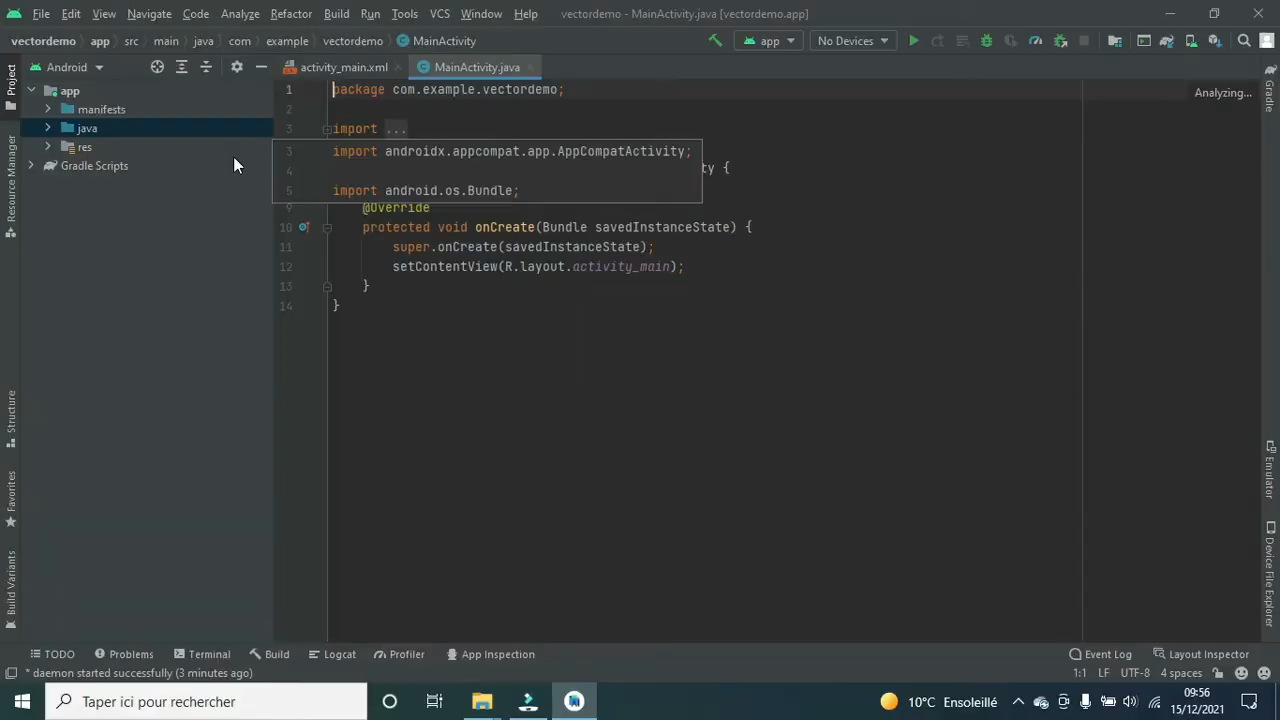 File Edit View Navigate Code Analyze Refactor Build Run Tools VCS Window Help vectordemo - MainActivity.java [vectordemo.app]
vectordemo app src main java com example vectordemo MainActivity app No Devices
Android activity_main.xml MainActivity.java
Project
Resource Manager
Structure
Favorites
Build Variants
app
manifests
java
res
Gradle Scripts
1 package com.example.vectordemo;
2
3 import ...
3 import androidx.appcompat.app.AppCompatActivity;
4
5 import android.os.Bundle;
ty {
9 @Override
10 protected void onCreate(Bundle savedInstanceState) {
11 super.onCreate(savedInstanceState);
12 setContentView(R.layout.activity_main);
13 }
14 }
Analyzing...
Gradle
Emulator
Device File Explorer
TODO Problems Terminal Build Logcat Profiler App Inspection Event Log Layout Inspector
* daemon started successfully (3 minutes ago) 1:1 LF UTF-8 4 spaces
Taper ici pour rechercher 10°C Ensoleillé 09:56
15/12/2021